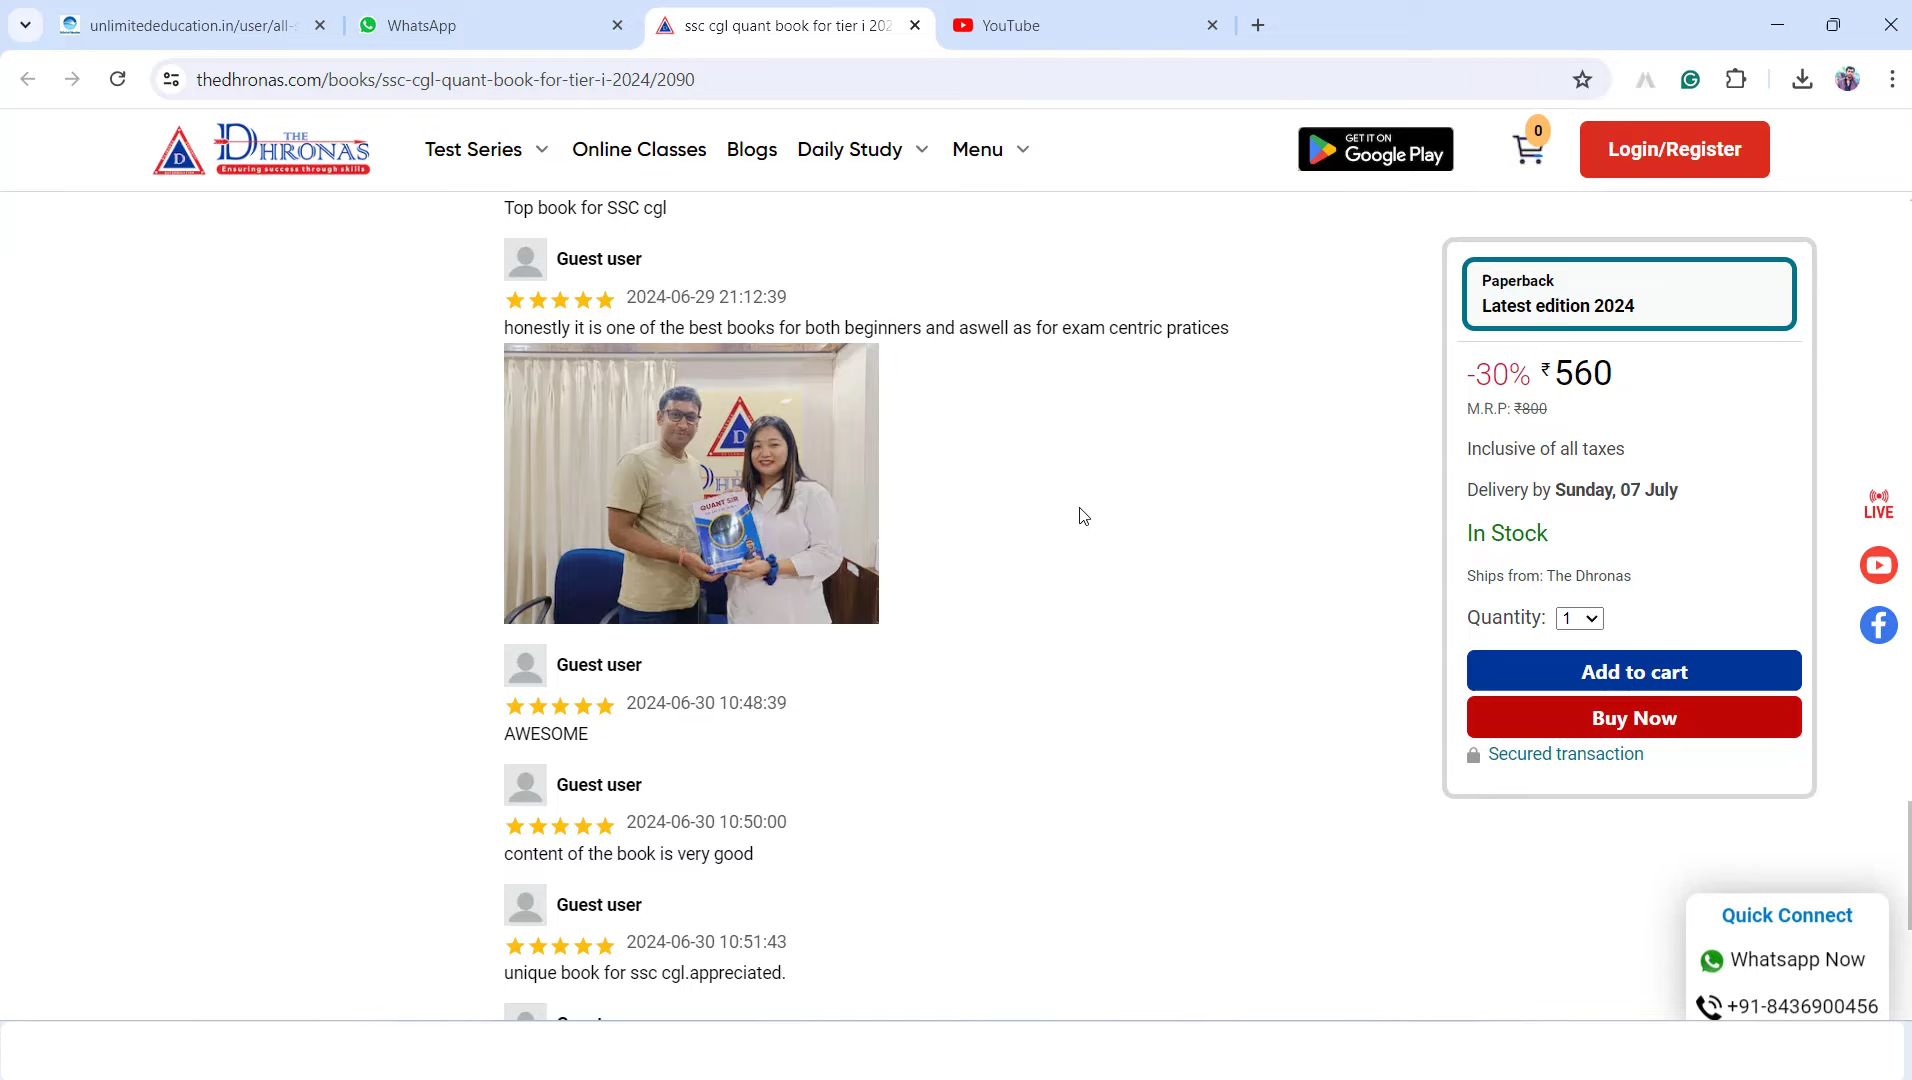 unlimitededucation.in/user/all-s
WhatsApp
ssc cgl quant book for tier i 202
YouTube
thedhronas.com/books/ssc-cgl-quant-book-for-tier-i-2024/2090
D
THE
DHRONAS
Ensuring success through skills
Test Series
Online Classes
Blogs
Daily Study
Menu
GET IT ON
Google Play
0
Login/Register
Top book for SSC cgl
Guest user
2024-06-29 21:12:39
honestly it is one of the best books for both beginners and aswell as for exam centric pratices
D
QUANT SIR
Guest user
2024-06-30 10:48:39
AWESOME
Guest user
2024-06-30 10:50:00
content of the book is very good
Guest user
2024-06-30 10:51:43
unique book for ssc cgl.appreciated.
Paperback
Latest edition 2024
-30% ₹560
M.R.P: ₹800
Inclusive of all taxes
Delivery by Sunday, 07 July
In Stock
Ships from: The Dhronas
Quantity: 1
Add to cart
Buy Now
Secured transaction
LIVE
Quick Connect
Whatsapp Now
+91-8436900456